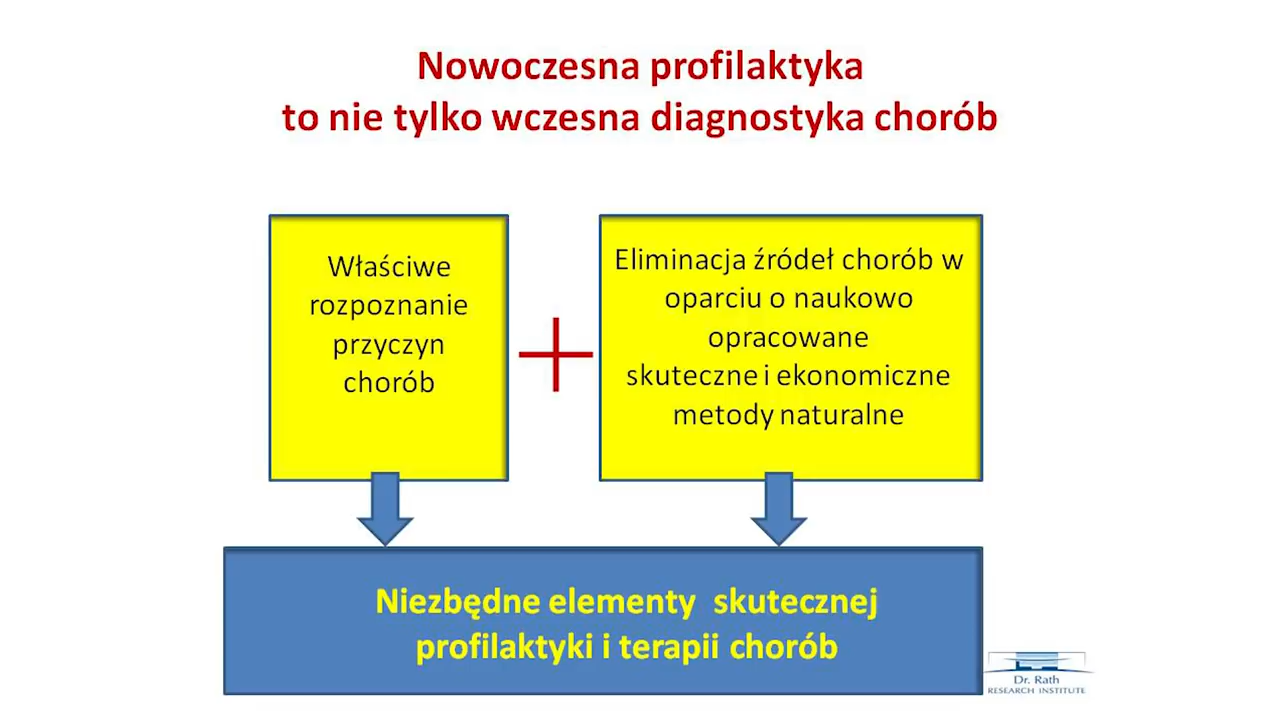 Nowoczesna profilaktyka
to nie tylko wczesna diagnostyka chorób
Właściwe
rozpoznanie
przyczyn
chorób
Eliminacja źródeł chorób w
oparciu o naukowo
opracowane
skuteczne i ekonomiczne
metody naturalne
Niezbędne elementy skutecznej
profilaktyki i terapii chorób
Dr. Rath
RESEARCH INSTITUTE